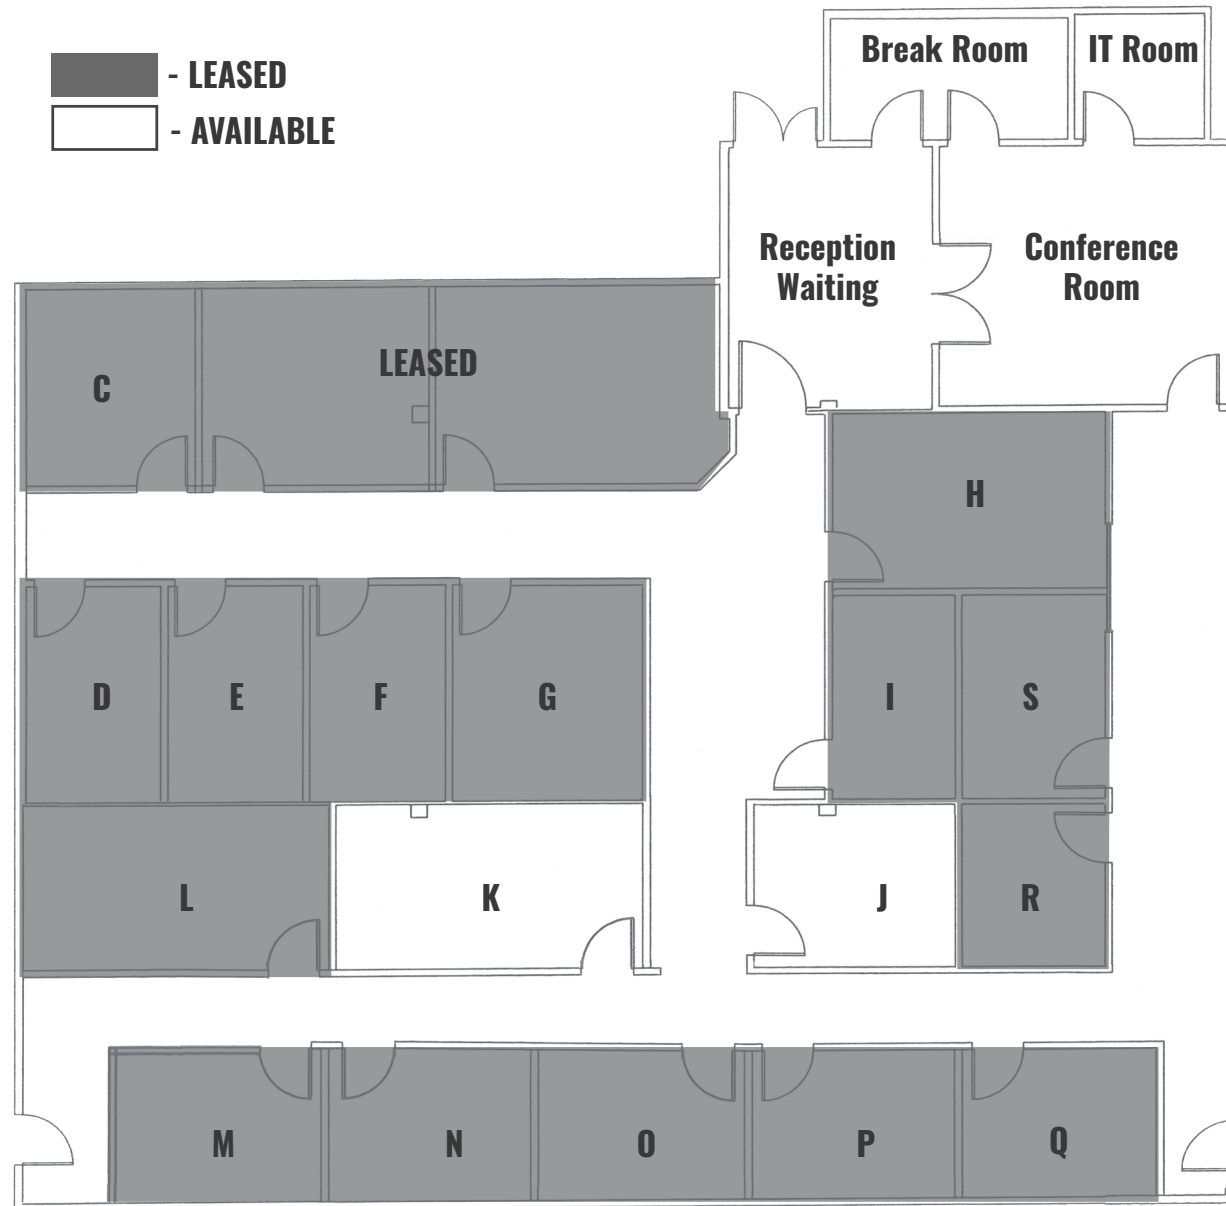 - LEASED
- AVAILABLE
Break Room
IT Room
Reception
Waiting
Conference
Room
C
LEASED
H
D
E
F
G
I
S
L
K
J
R
M
N
O
P
Q